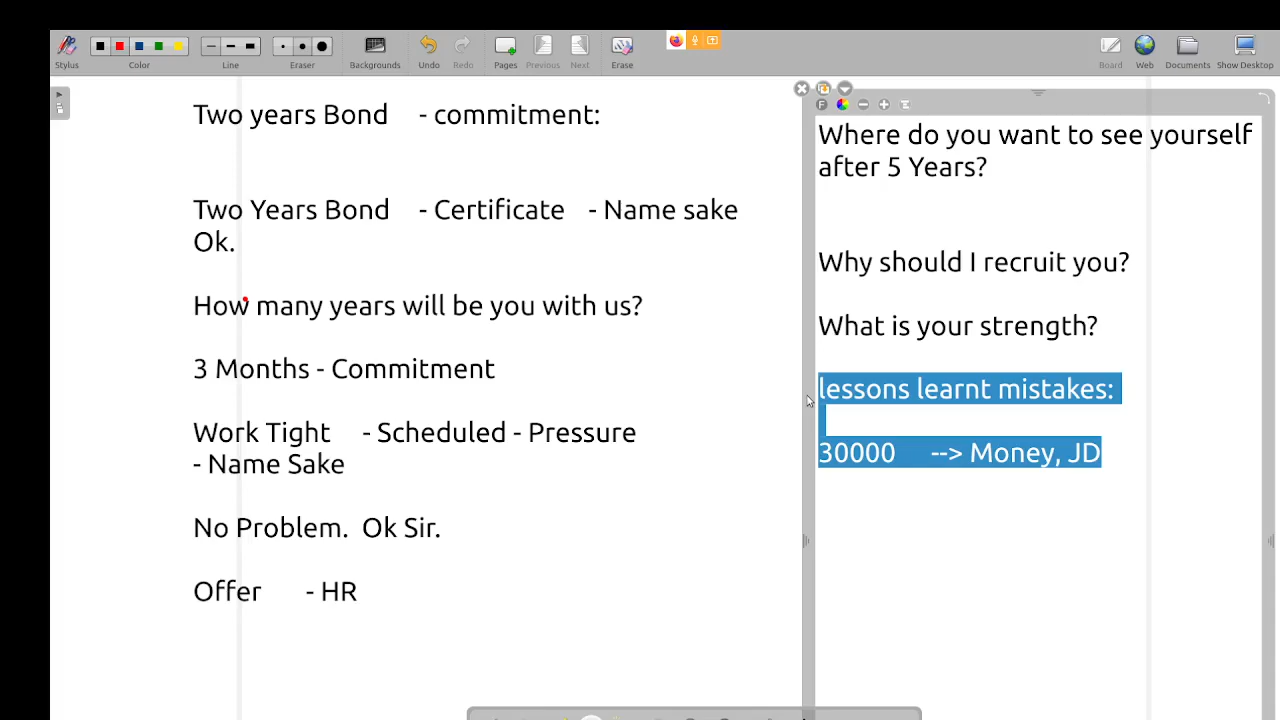 Stylus
Color
Line
Eraser
Backgrounds
Undo
Redo
Pages
Previous
Next
Erase
Board
Web
Documents
Show Desktop
Two years Bond - commitment:
Two Years Bond - Certificate - Name sake
Ok.
How many years will be you with us?
3 Months - Commitment
Work Tight - Scheduled - Pressure
- Name Sake
No Problem. Ok Sir.
Offer - HR
F
Where do you want to see yourself
after 5 Years?
Why should I recruit you?
What is your strength?
lessons learnt mistakes:
30000 --> Money, JD